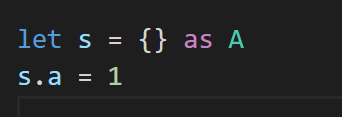 let s = {} as A
s.a = 1